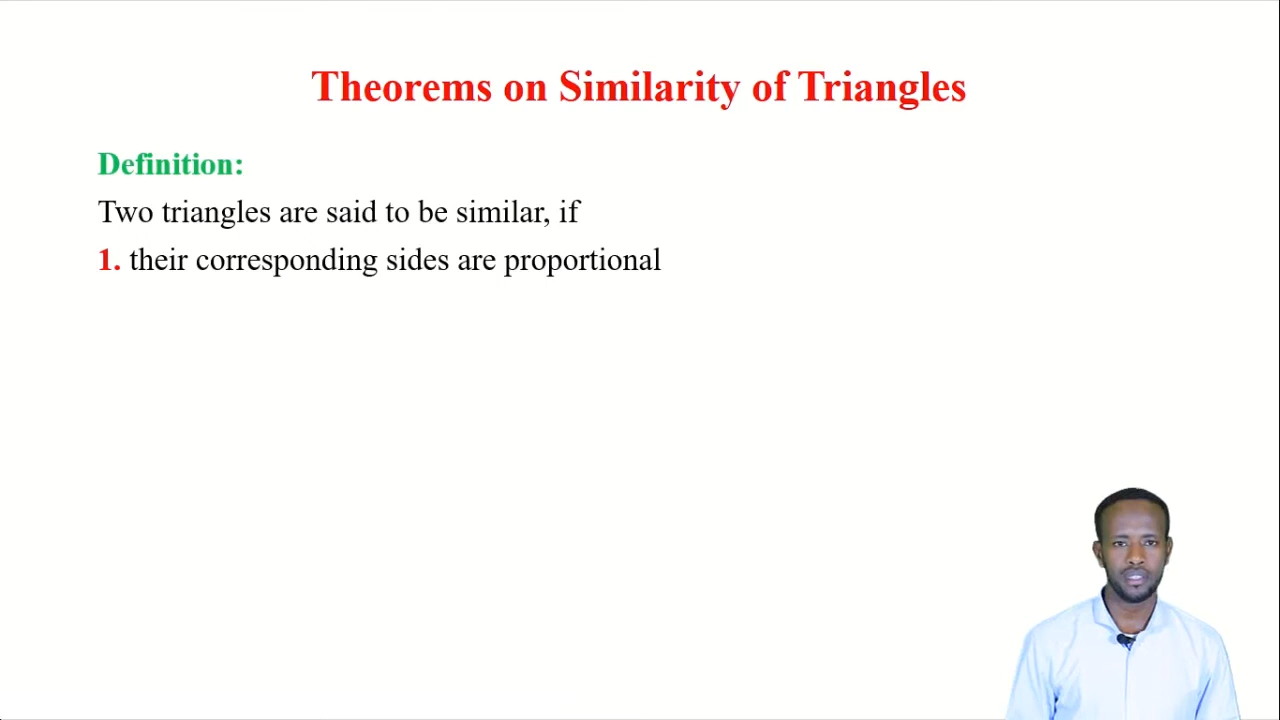 Theorems on Similarity of Triangles
Definition:
Two triangles are said to be similar, if
1. their corresponding sides are proportional